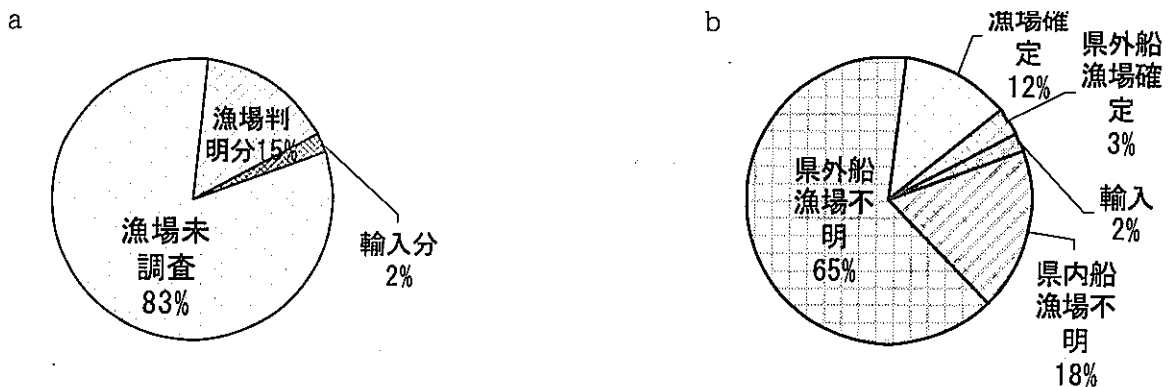 a
漁場判
明分15%
輸入分
2%
漁場未
調査
83%
b
漁場確
定
12%
県外船
漁場確
定
3%
輸入
2%
県内船
漁場不
明
18%
県外船
漁場不
明
65%